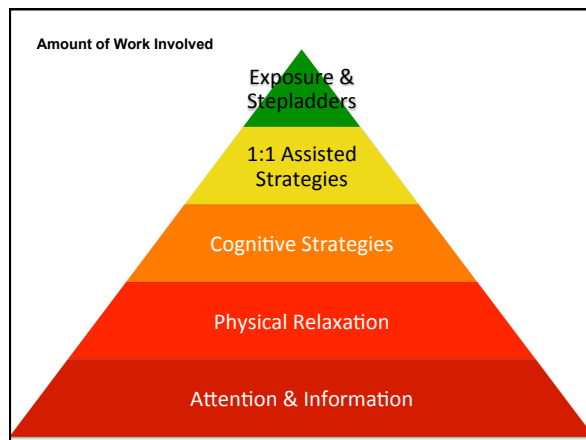 Amount of Work Involved
Exposure &
Stepladders
1:1 Assisted
Strategies
Cognitive Strategies
Physical Relaxation
Attention & Information